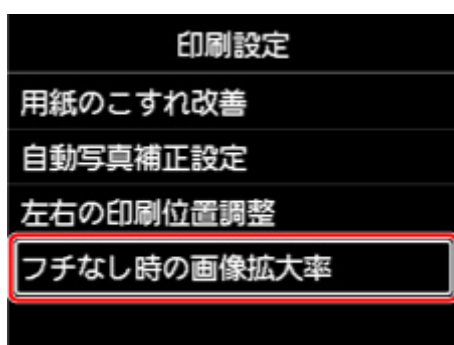 印刷設定
用紙のこすれ改善
自動写真補正設定
左右の印刷位置調整
フチなし時の画像拡大率